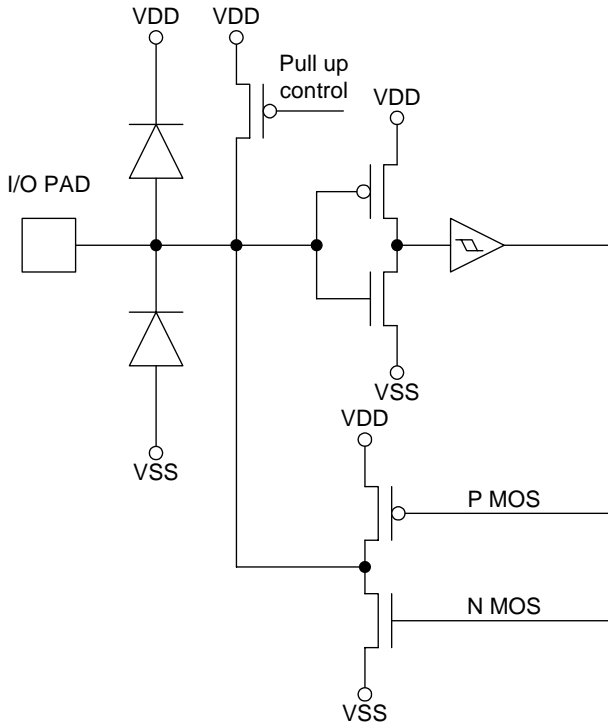 VDD
VDD
Pull up
control
VDD
I/O PAD
VSS
VSS
VDD
P MOS
N MOS
VSS